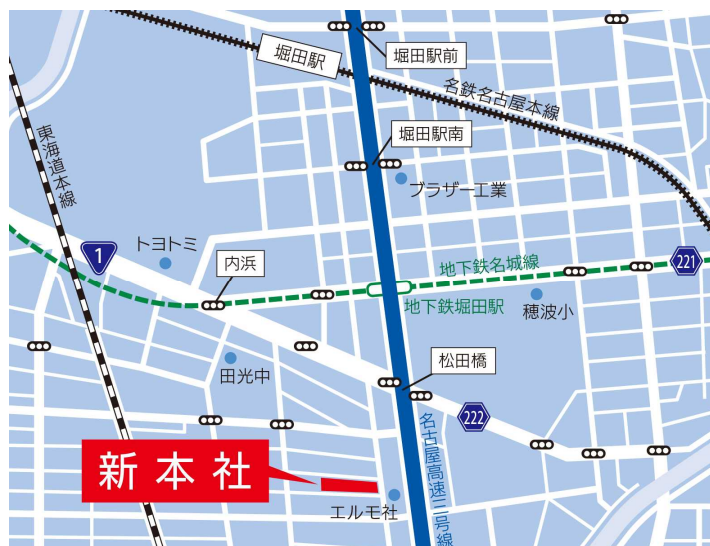 堀田駅
堀田駅前
名鉄名古屋本線
東海道本線
堀田駅南
ブラザー工業
トヨトミ
1
内浜
地下鉄名城線
221
地下鉄堀田駅
穂波小
田光中
松田橋
222
新本社
エルモ社
名古屋高速三号線